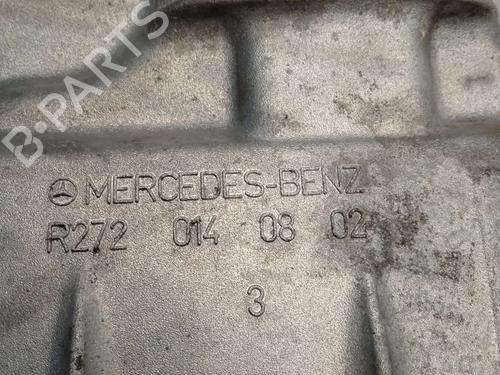 B-PARTS
MERCEDES-BENZ
R272 014 08 02
3